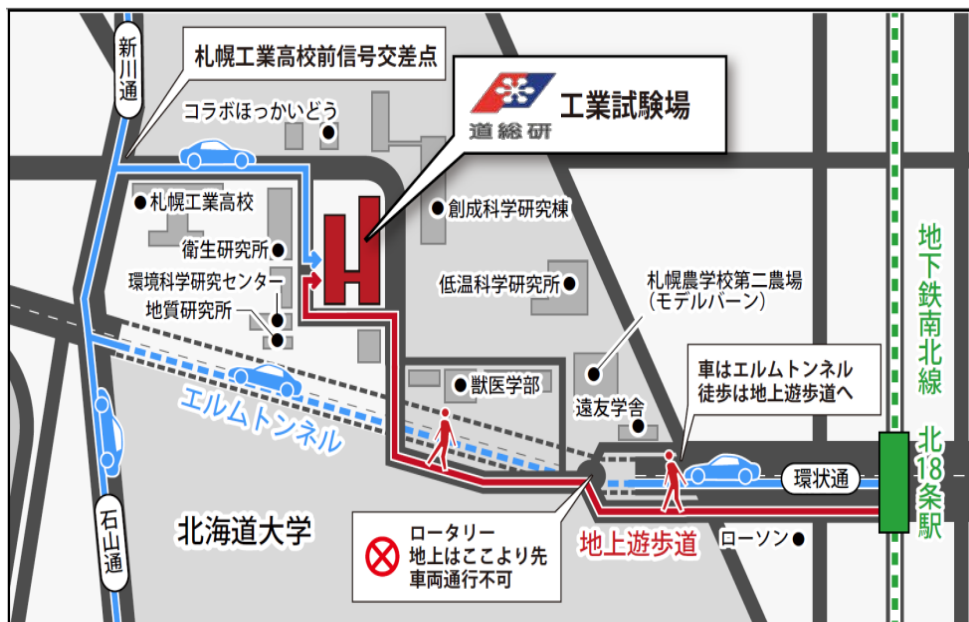 新川通
札幌工業高校前信号交差点
道総研
工業試験場
コラボほっかいどう
札幌工業高校
創成科学研究棟
衛生研究所
環境科学研究センター
地質研究所
低温科学研究所
札幌農学校第二農場
（モデルバーン）
地下鉄南北線 北18条駅
獣医学部
遠友学舎
車はエルムトンネル
徒歩は地上遊歩道へ
エルムトンネル
環状通
石山通
北海道大学
ロータリー
地上はここより先
車両通行不可
地上遊歩道
ローソン